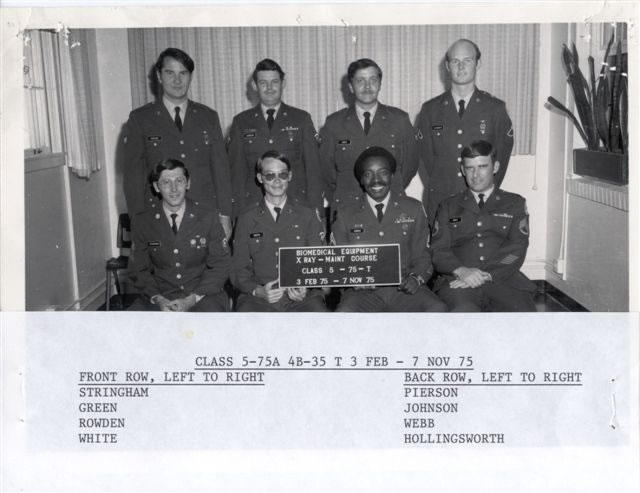 BIOMEDICAL EQUIPMENT
X RAY - MAINT COURSE
CLASS 5 - 75 - T
3 FEB 75 - 7 NOV 75
CLASS 5-75A 4B-35 T 3 FEB - 7 NOV 75
FRONT ROW, LEFT TO RIGHT
STRINGHAM
GREEN
ROWDEN
WHITE
BACK ROW, LEFT TO RIGHT
PIERSON
JOHNSON
WEBB
HOLLINGSWORTH